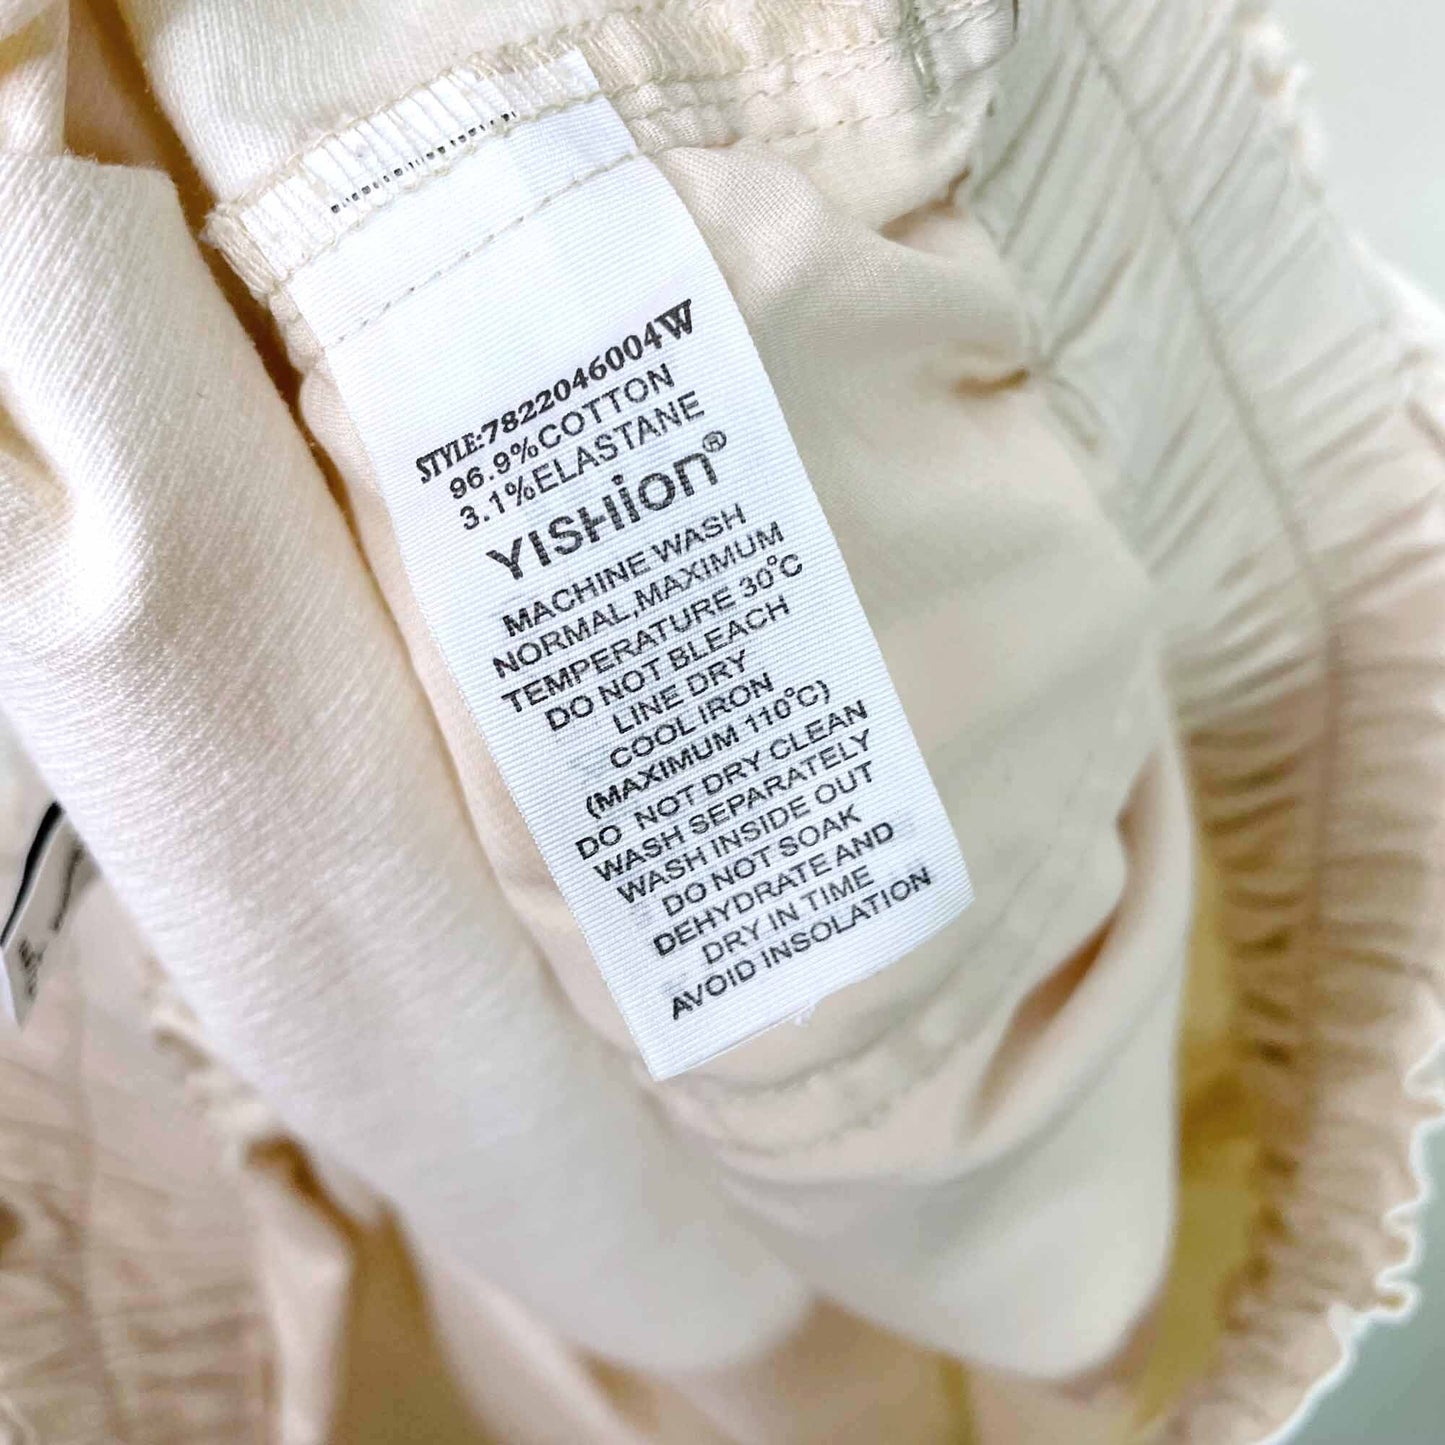 STYLE:7822046004W
96.9%COTTON
3.1%ELASTANE
YISHion®
MACHINE WASH
NORMAL,MAXIMUM
TEMPERATURE 30°C
DO NOT BLEACH
LINE DRY
COOL IRON
(MAXIMUM 110°C)
DO NOT DRY CLEAN
WASH SEPARATELY
WASH INSIDE OUT
DO NOT SOAK
DEHYDRATE AND
DRY IN TIME
AVOID INSOLATION